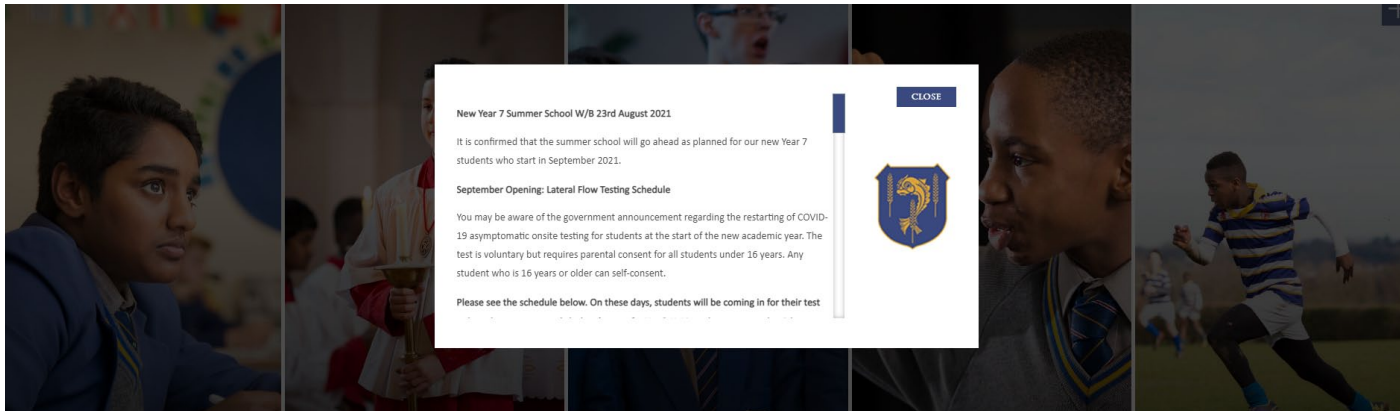 CLOSE
New Year 7 Summer School W/B 23rd August 2021
It is confirmed that the summer school will go ahead as planned for our new Year 7
students who start in September 2021.
September Opening: Lateral Flow Testing Schedule
You may be aware of the government announcement regarding the restarting of COVID-
19 asymptomatic onsite testing for students at the start of the new academic year. The
test is voluntary but requires parental consent for all students under 16 years. Any
student who is 16 years or older can self-consent.
Please see the schedule below. On these days, students will be coming in for their test